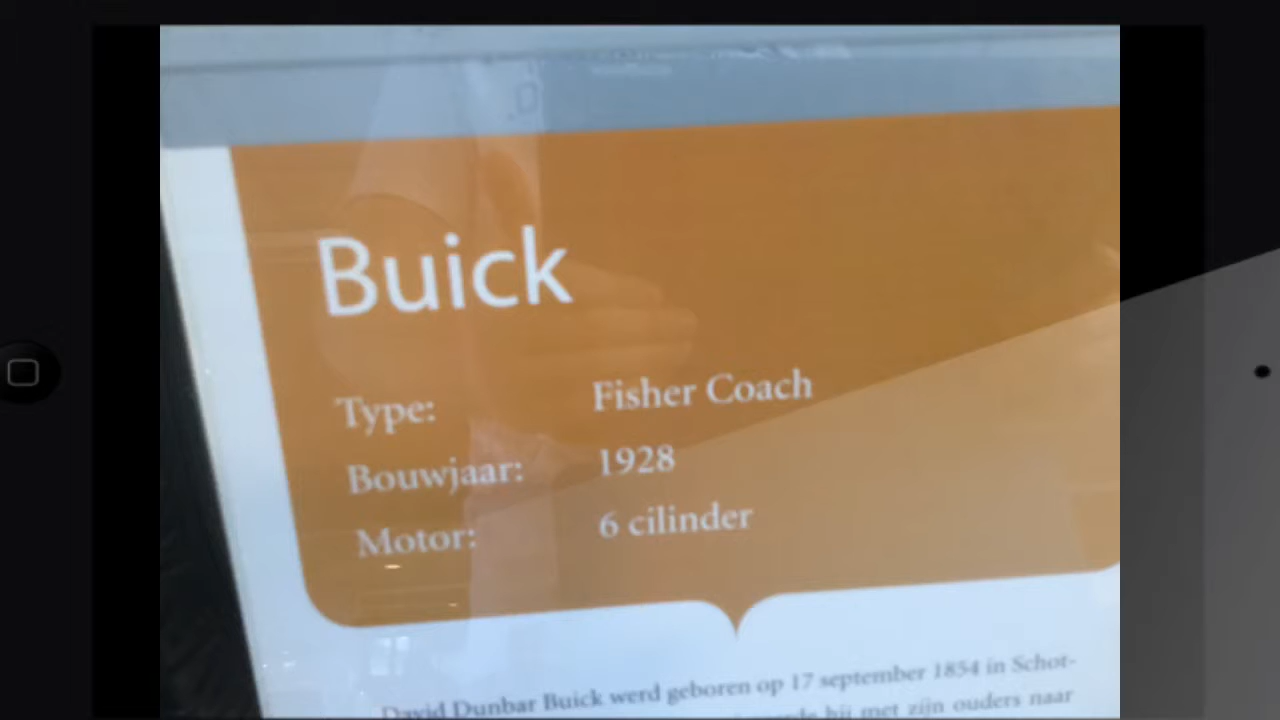 Buick
Type: Fisher Coach
Bouwjaar: 1928
Motor: 6 cilinder
David Dunbar Buick werd geboren op 17 september 1854 in Schot-
hij met zijn ouders naar